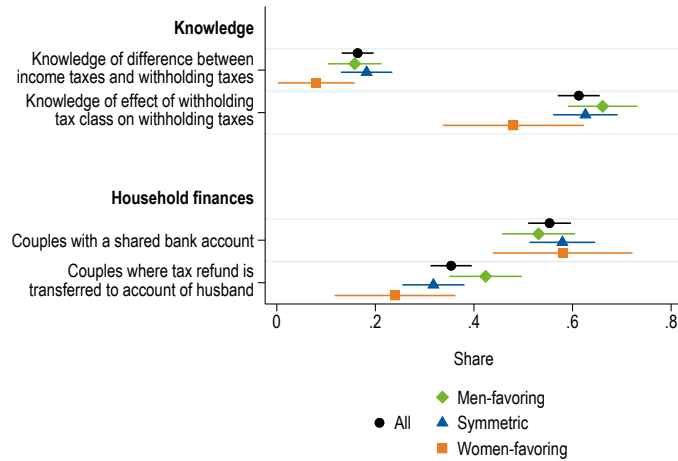 Knowledge
Knowledge of difference between
income taxes and withholding taxes
Knowledge of effect of withholding
tax class on withholding taxes
Household finances
Couples with a shared bank account
Couples where tax refund is
transferred to account of husband
0 .2 .4 .6 .8
Share
Men-favoring
All Symmetric
Women-favoring